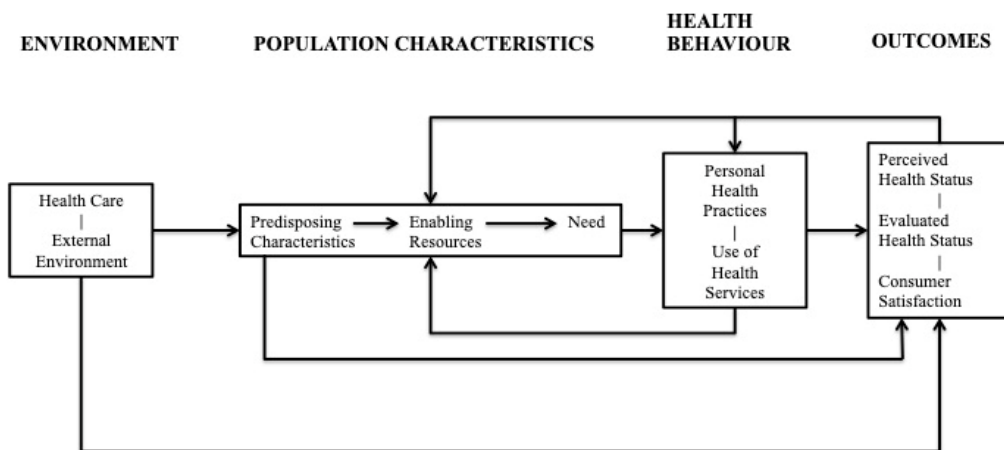 ENVIRONMENT
POPULATION CHARACTERISTICS
HEALTH
BEHAVIOUR
OUTCOMES
Health Care
External
Environment
Predisposing
Characteristics
Enabling
Resources
Need
Personal
Health
Practices
Use of
Health
Services
Perceived
Health Status
Evaluated
Health Status
Consumer
Satisfaction